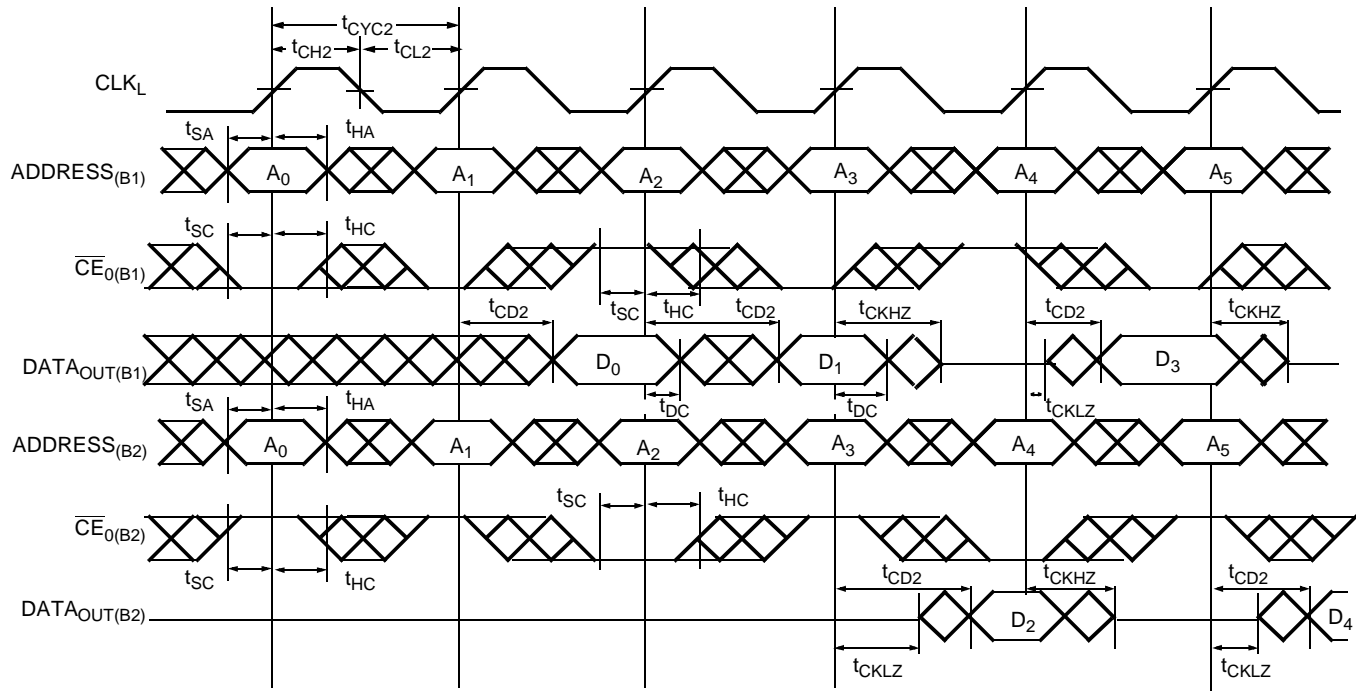 tCYC2
tCH2 tCL2
CLKL
tSA tHA
ADDRESS(B1) A0 A1 A2 A3 A4 A5
tSC tHC
CE0(B1)
tSC tHC
tCD2 tCD2 tCKHZ tCD2 tCKHZ
DATAOUT(B1) D0 D1 D3
tDC tDC tCKLZ
tSA tHA
ADDRESS(B2) A0 A1 A2 A3 A4 A5
tSC tHC
CE0(B2)
tSC tHC
tCD2 tCKHZ tCD2
DATAOUT(B2) D2 D4
tCKLZ tCKLZ